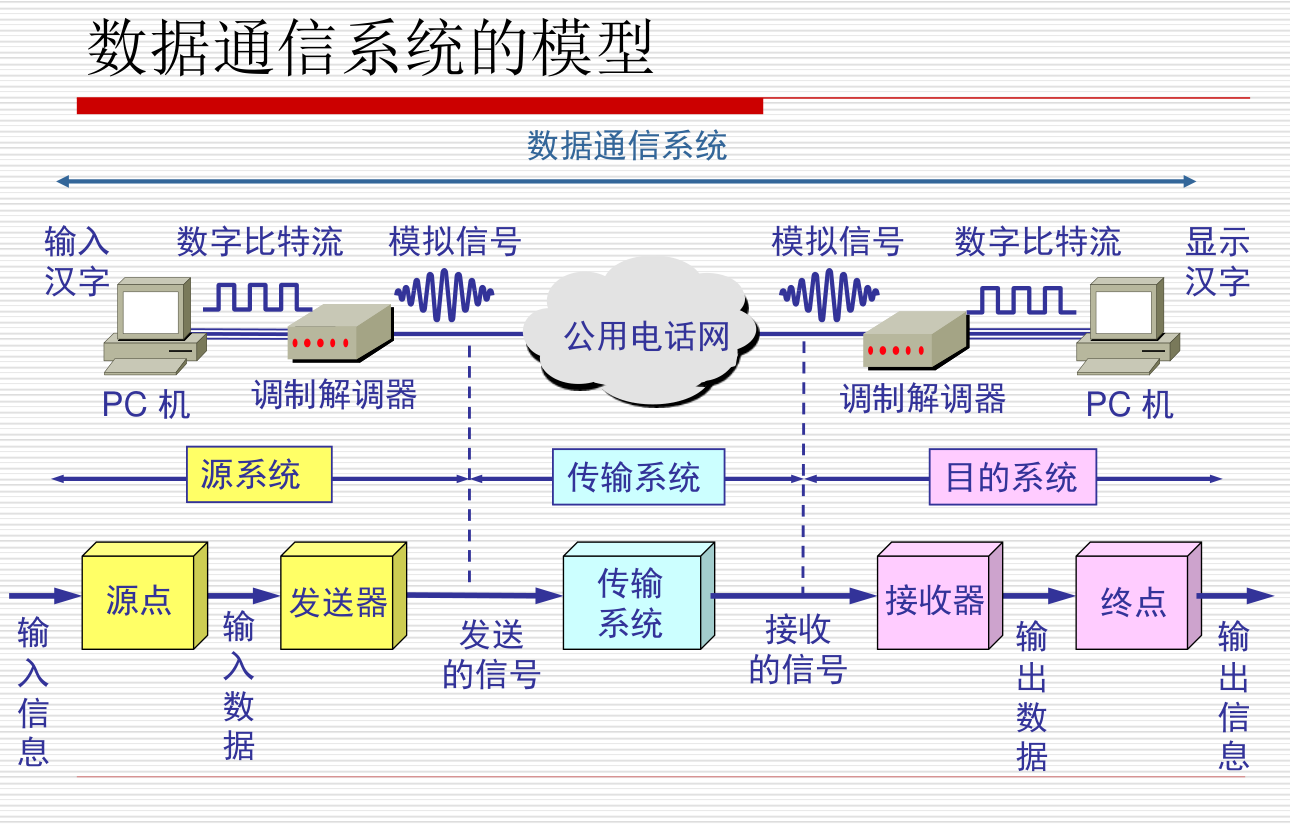 数据通信系统的模型
数据通信系统
输入
汉字
数字比特流
模拟信号
模拟信号
数字比特流
显示
汉字
公用电话网
PC 机
调制解调器
调制解调器
PC 机
源系统
传输系统
目的系统
源点
发送器
传输
系统
接收器
终点
输入信息
输入数据
发送
的信号
接收
的信号
输出数据
输出信息